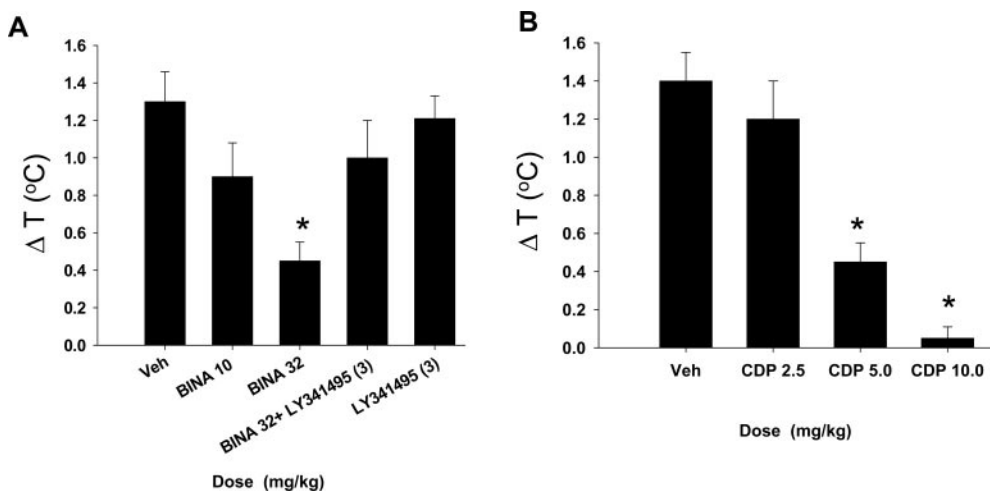 A
1.6
1.4
1.2
1.0
0.8
0.6
0.4
0.2
0.0
Δ T (ºC)
*
Veh
BINA 10
BINA 32
BINA 32+ LY341495 (3)
LY341495 (3)
Dose (mg/kg)
B
1.6
1.4
1.2
1.0
0.8
0.6
0.4
0.2
0.0
Δ T (ºC)
*
*
Veh CDP 2.5 CDP 5.0 CDP 10.0
Dose (mg/kg)